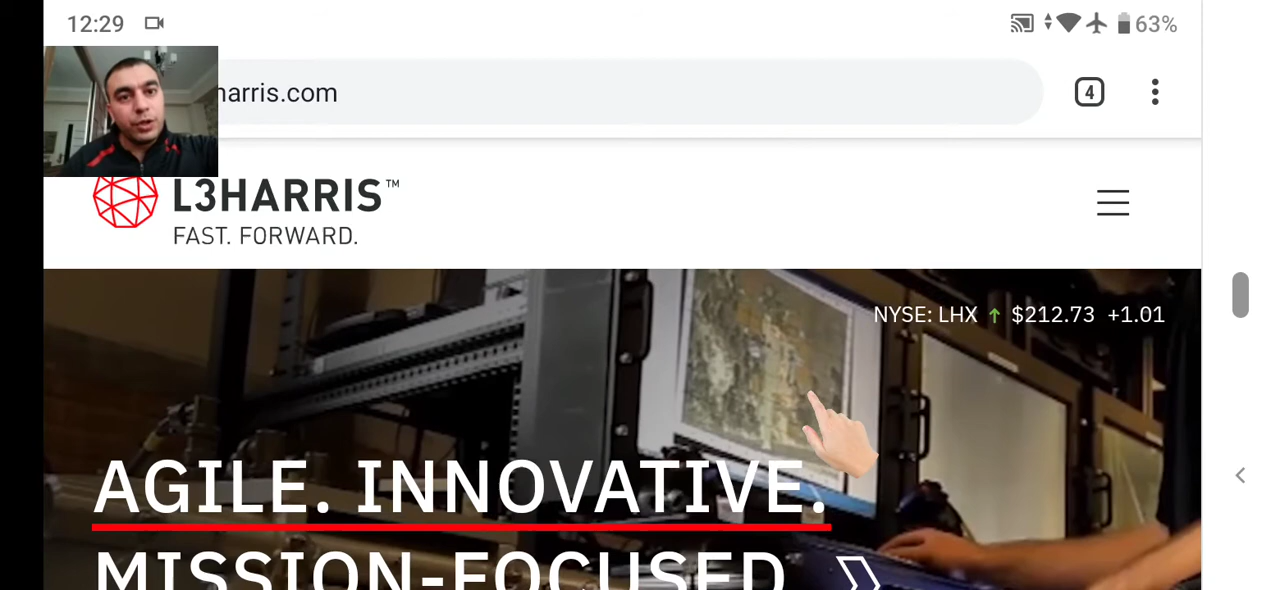 12:29
63%
harris.com
4
L3HARRIS™
FAST. FORWARD.
NYSE: LHX ↑ $212.73 +1.01
AGILE. INNOVATIVE.
MISSION-FOCUSED